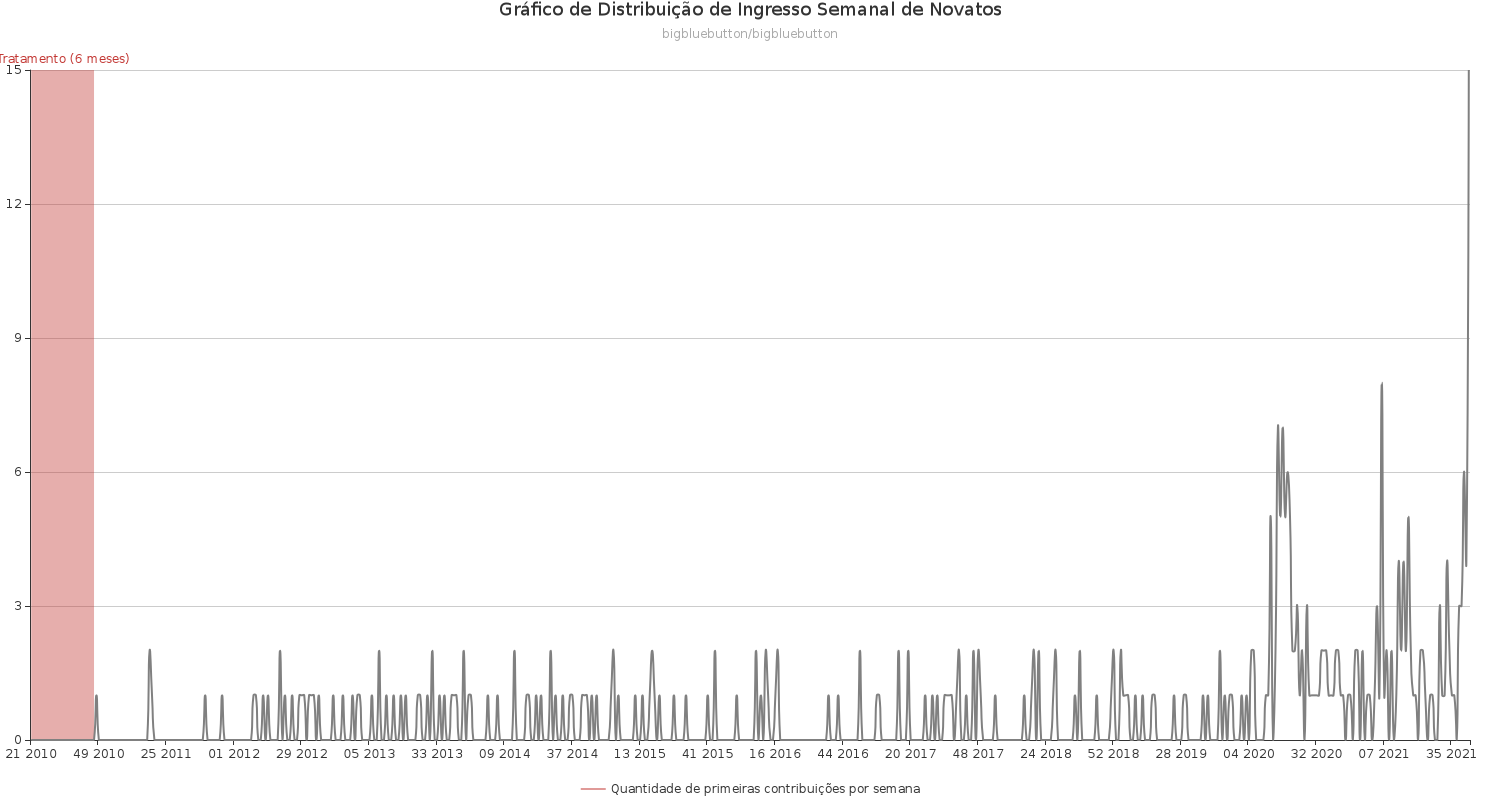 Gráfico de Distribuição de Ingresso Semanal de Novatos
bigbluebutton/bigbluebutton
Tratamento (6 meses)
15
12
9
6
3
0
21 2010 49 2010 25 2011 01 2012 29 2012 05 2013 33 2013 09 2014 37 2014 13 2015 41 2015 16 2016 44 2016 20 2017 48 2017 24 2018 52 2018 28 2019 04 2020 32 2020 07 2021 35 2021
Quantidade de primeiras contribuições por semana